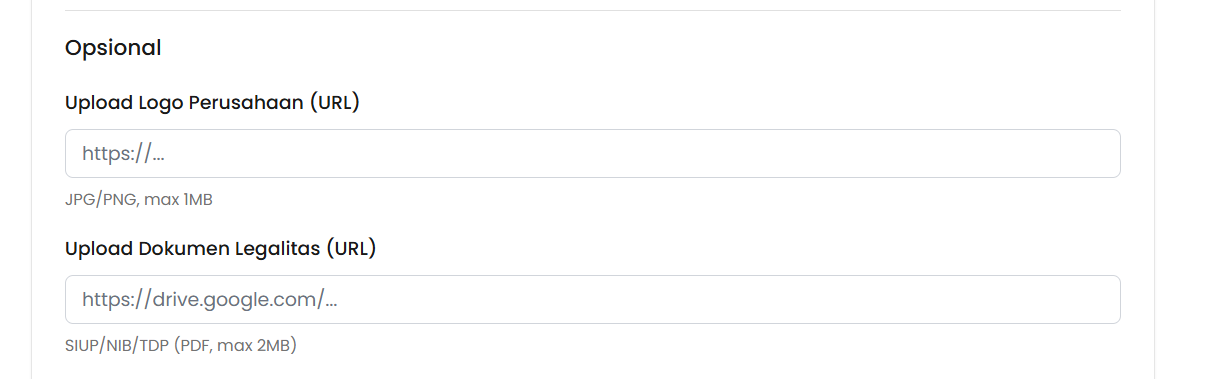 Opsional
Upload Logo Perusahaan (URL)
https://...
JPG/PNG, max 1MB
Upload Dokumen Legalitas (URL)
https://drive.google.com/...
SIUP/NIB/TDP (PDF, max 2MB)